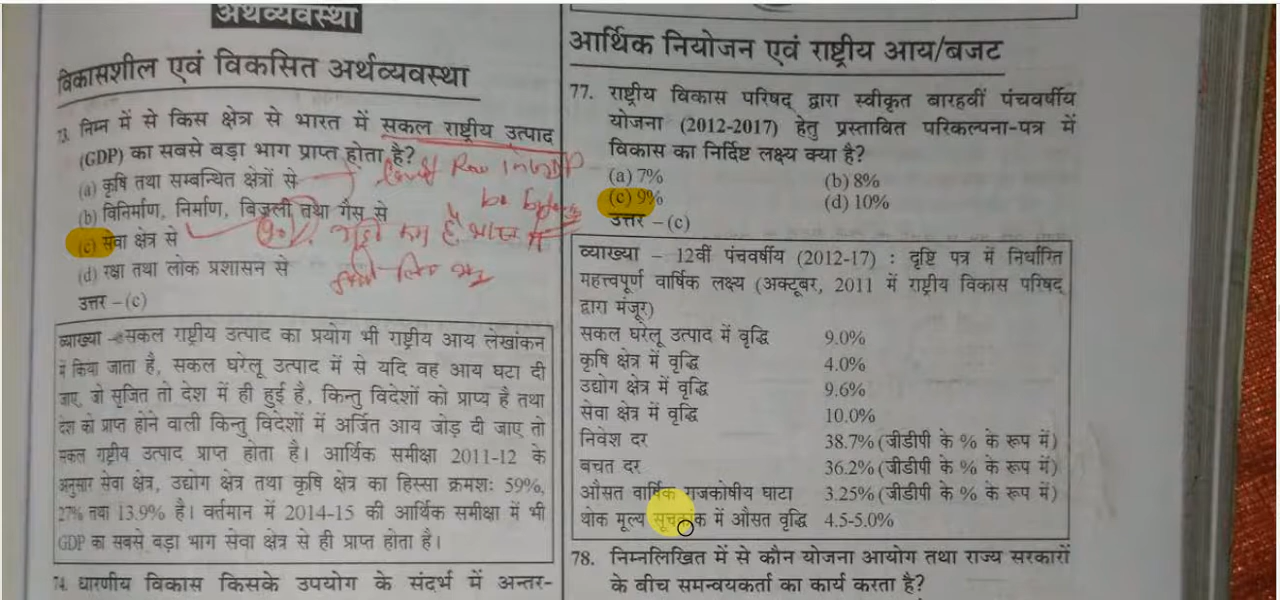 अर्थव्यवस्था
विकासशील एवं विकसित अर्थव्यवस्था
73. निम्न में से किस क्षेत्र से भारत में सकल राष्ट्रीय उत्पाद
(GDP) का सबसे बड़ा भाग प्राप्त होता है?
(a) कृषि तथा सम्बन्धित क्षेत्रों से
(b) विनिर्माण, निर्माण, बिजली तथा गैस से
(c) सेवा क्षेत्र से
(d) रक्षा तथा लोक प्रशासन से
उत्तर –(c)
व्याख्या – सकल राष्ट्रीय उत्पाद का प्रयोग भी राष्ट्रीय आय लेखांकन
में किया जाता है, सकल घरेलू उत्पाद में से यदि वह आय घटा दी
जाए, जो सृजित तो देश में ही हुई है, किन्तु विदेशों को प्राप्य है तथा
देश को प्राप्त होने वाली किन्तु विदेशों में अर्जित आय जोड़ दी जाए तो
सकल राष्ट्रीय उत्पाद प्राप्त होता है। आर्थिक समीक्षा 2011-12 के
अनुसार सेवा क्षेत्र, उद्योग क्षेत्र तथा कृषि क्षेत्र का हिस्सा क्रमशः 59%,
27% तथा 13.9% है। वर्तमान में 2014-15 की आर्थिक समीक्षा में भी
GDP का सबसे बड़ा भाग सेवा क्षेत्र से ही प्राप्त होता है।
74. धारणीय विकास किसके उपयोग के संदर्भ में अन्तर-
आर्थिक नियोजन एवं राष्ट्रीय आय/बजट
77. राष्ट्रीय विकास परिषद् द्वारा स्वीकृत बारहवीं पंचवर्षीय
योजना (2012-2017) हेतु प्रस्तावित परिकल्पना-पत्र में
विकास का निर्दिष्ट लक्ष्य क्या है?
(a) 7% (b) 8%
(c) 9% (d) 10%
उत्तर –(c)
व्याख्या – 12वीं पंचवर्षीय (2012-17) : दृष्टि पत्र में निर्धारित
महत्त्वपूर्ण वार्षिक लक्ष्य (अक्टूबर, 2011 में राष्ट्रीय विकास परिषद्
द्वारा मंजूर)
सकल घरेलू उत्पाद में वृद्धि 9.0%
कृषि क्षेत्र में वृद्धि 4.0%
उद्योग क्षेत्र में वृद्धि 9.6%
सेवा क्षेत्र में वृद्धि 10.0%
निवेश दर 38.7% (जीडीपी के % के रूप में)
बचत दर 36.2% (जीडीपी के % के रूप में)
औसत वार्षिक राजकोषीय घाटा 3.25% (जीडीपी के % के रूप में)
थोक मूल्य सूचकांक में औसत वृद्धि 4.5-5.0%
78. निम्नलिखित में से कौन योजना आयोग तथा राज्य सरकारों
के बीच समन्वयकर्ता का कार्य करता है?